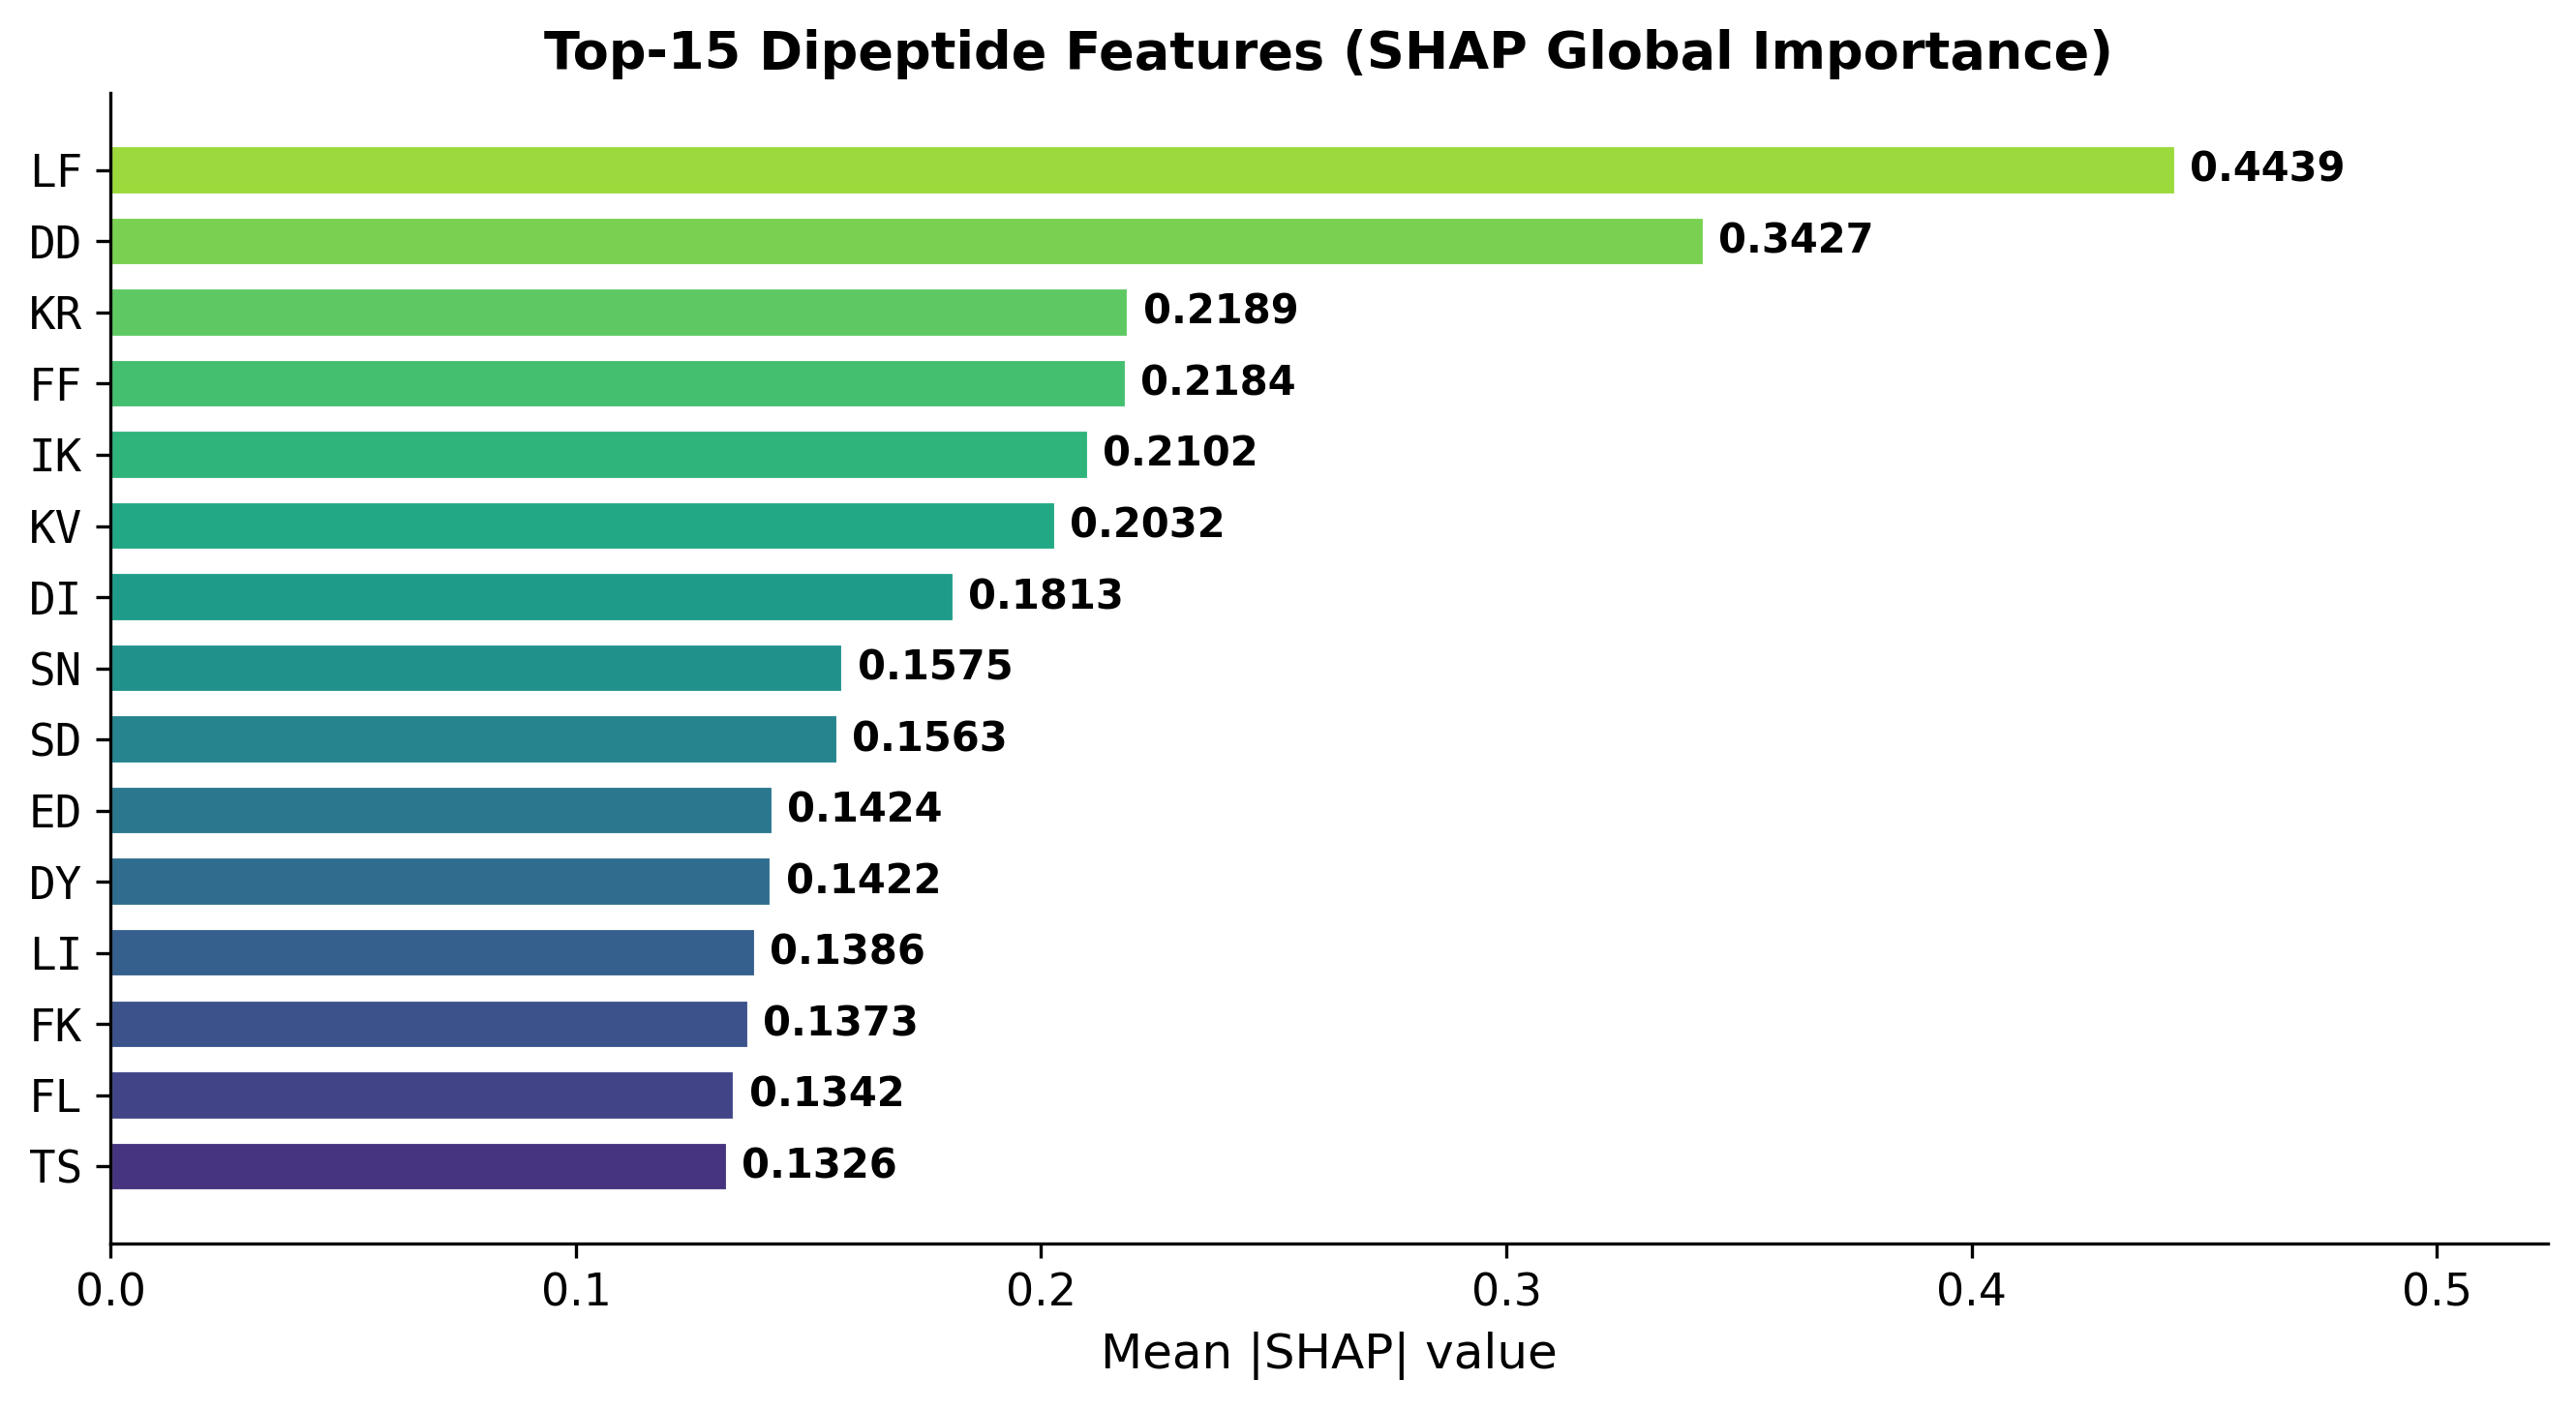 Top-15 Dipeptide Features (SHAP Global Importance)
LF 0.4439
DD 0.3427
KR 0.2189
FF 0.2184
IK 0.2102
KV 0.2032
DI 0.1813
SN 0.1575
SD 0.1563
ED 0.1424
DY 0.1422
LI 0.1386
FK 0.1373
FL 0.1342
TS 0.1326
0.0 0.1 0.2 0.3 0.4 0.5
Mean |SHAP| value